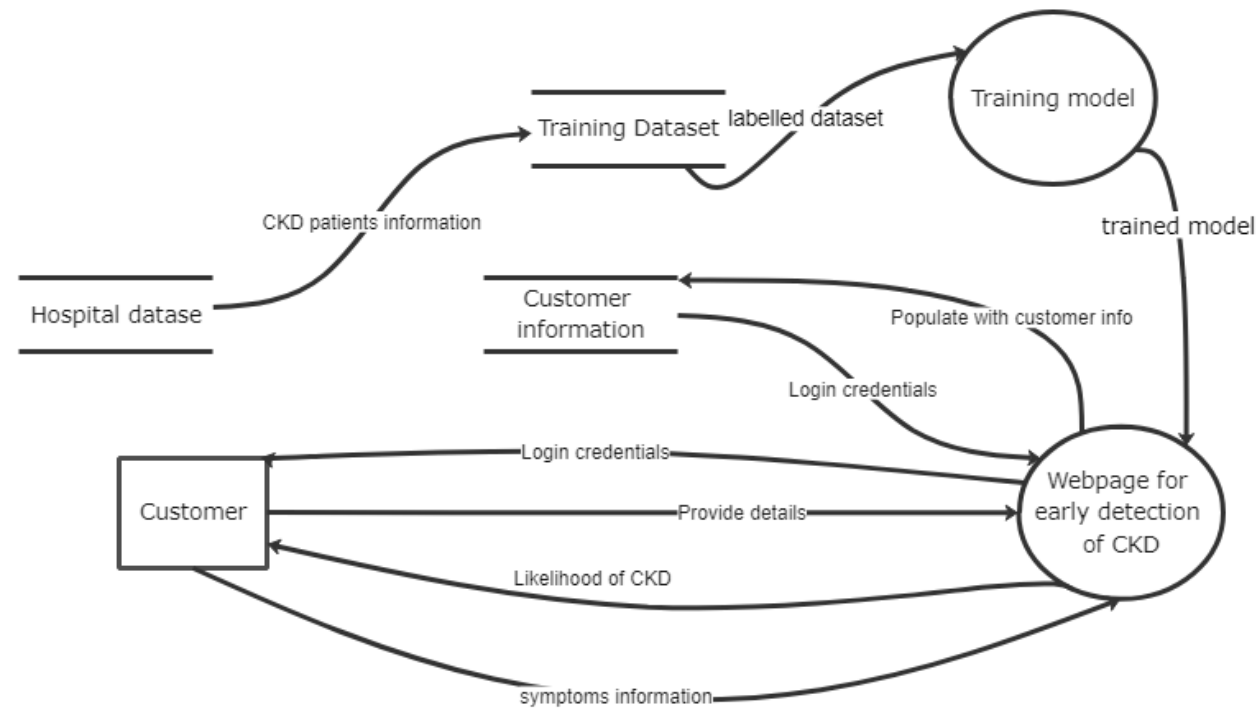 Training model
Training Dataset
labelled dataset
CKD patients information
trained model
Hospital datase
Customer
information
Populate with customer info
Login credentials
Login credentials
Customer
Provide details
Webpage for
early detection
of CKD
Likelihood of CKD
symptoms information